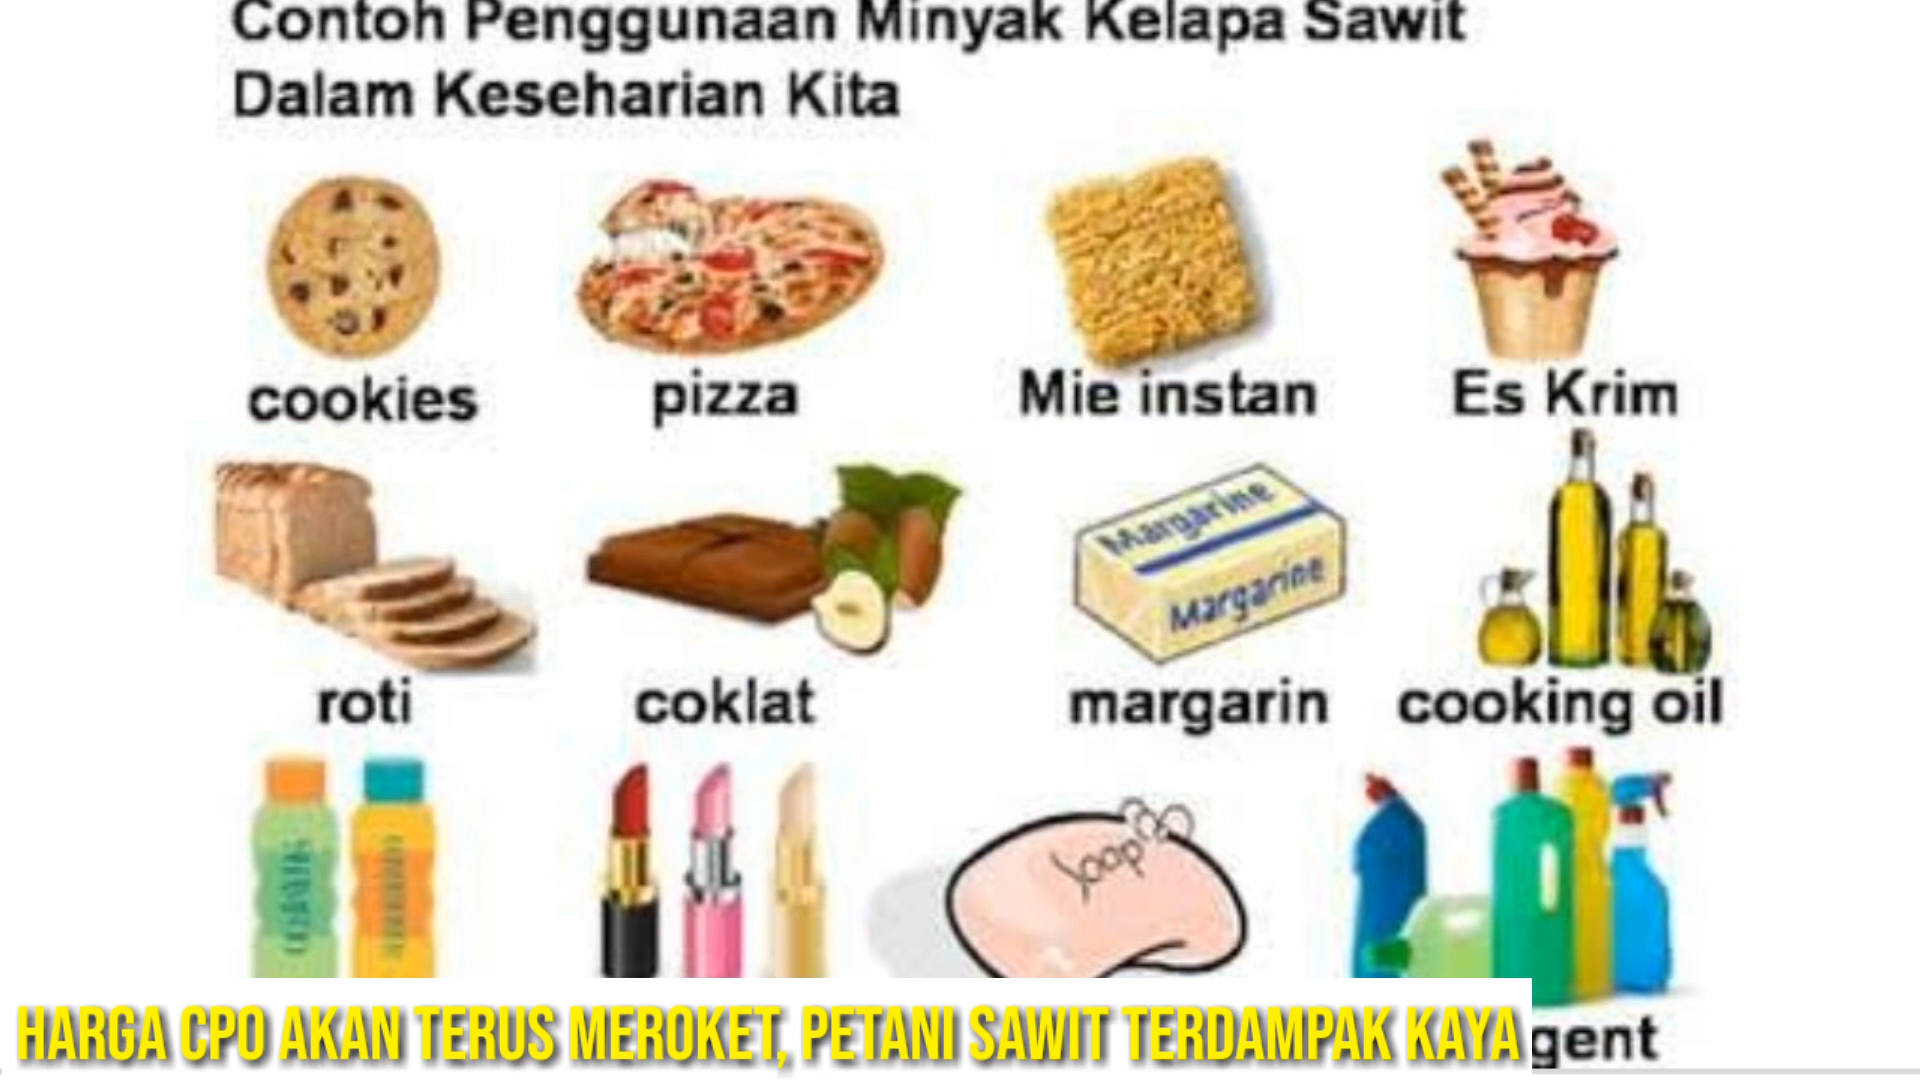 Contoh Penggunaan Minyak Kelapa Sawit
Dalam Keseharian Kita
cookies
pizza
Mie instan
Es Krim
Margarine
Margarine
roti
coklat
margarin
cooking oil
Soap
gent
HARGA CPO AKAN TERUS MEROKET, PETANI SAWIT TERDAMPAK KAYA